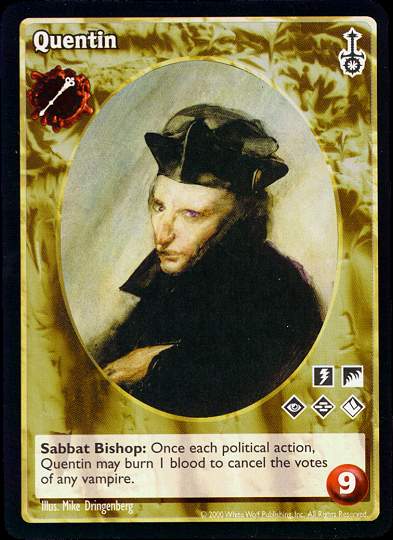 Quentin
Sabbat Bishop: Once each political action,
Quentin may burn 1 blood to cancel the votes
of any vampire.
9
Illus. Mike Dringenberg
© 2000 White Wolf Publishing, Inc. All Rights Reserved.